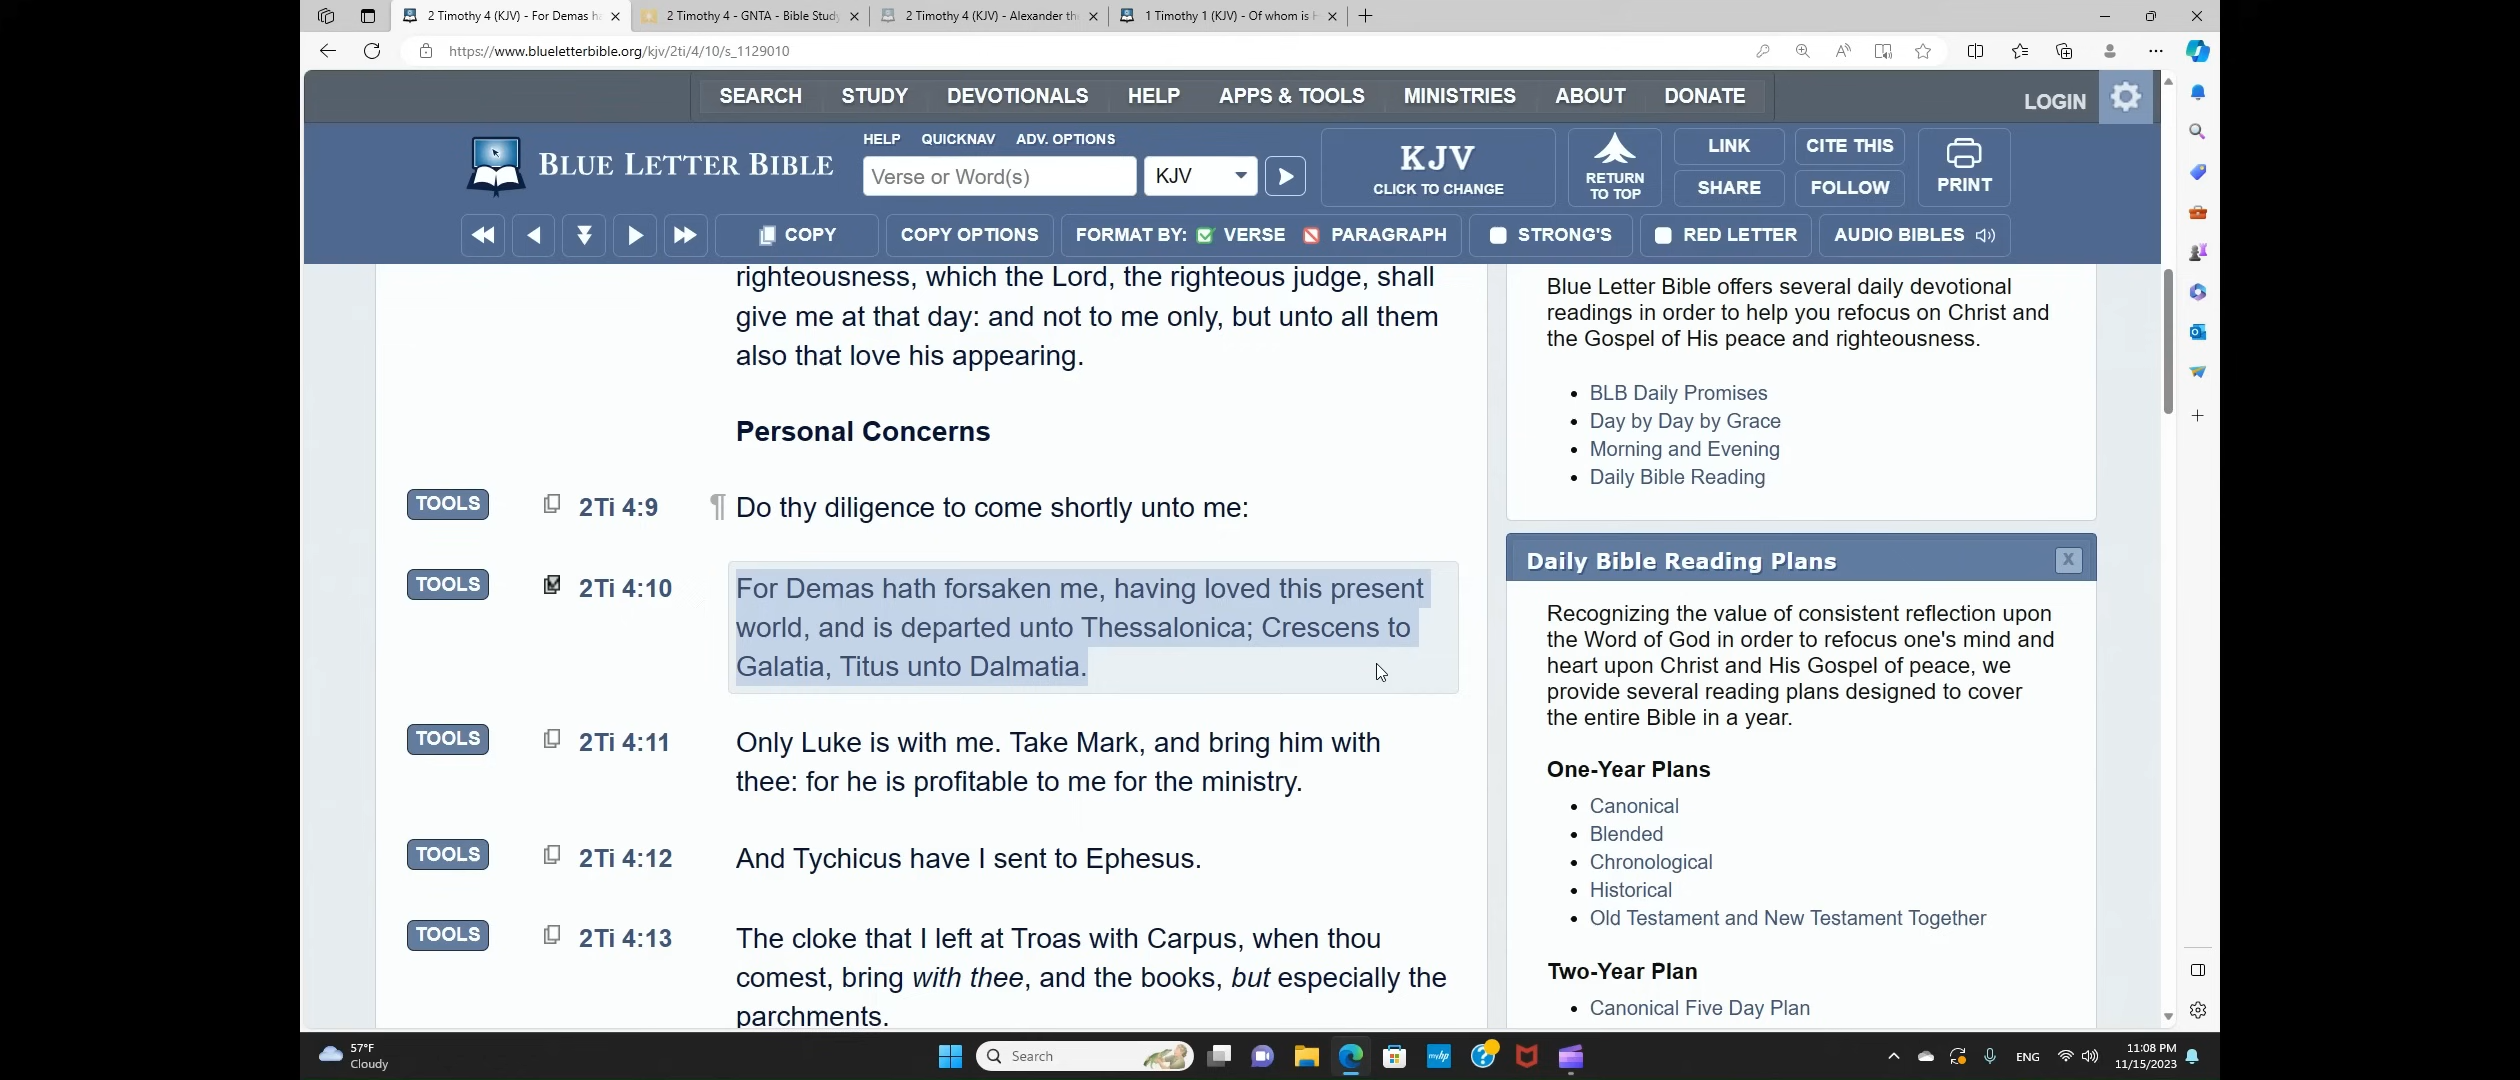 2 Timothy 4 (KJV) - For Demas ha
2 Timothy 4 - GNTA - Bible Study
2 Timothy 4 (KJV) - Alexander the
1 Timothy 1 (KJV) - Of whom is H
https://www.blueletterbible.org/kjv/2ti/4/10/s_1129010
SEARCH STUDY DEVOTIONALS HELP APPS & TOOLS MINISTRIES ABOUT DONATE
LOGIN
BLUE LETTER BIBLE
HELP QUICKNAV ADV. OPTIONS
Verse or Word(s)
KJV
KJV
CLICK TO CHANGE
RETURN
TO TOP
LINK
CITE THIS
SHARE
FOLLOW
PRINT
COPY
COPY OPTIONS
FORMAT BY: VERSE PARAGRAPH
STRONG'S
RED LETTER
AUDIO BIBLES
righteousness, which the Lord, the righteous judge, shall
give me at that day: and not to me only, but unto all them
also that love his appearing.
Personal Concerns
TOOLS 2Ti 4:9 ¶ Do thy diligence to come shortly unto me:
TOOLS 2Ti 4:10 For Demas hath forsaken me, having loved this present
world, and is departed unto Thessalonica; Crescens to
Galatia, Titus unto Dalmatia.
TOOLS 2Ti 4:11 Only Luke is with me. Take Mark, and bring him with
thee: for he is profitable to me for the ministry.
TOOLS 2Ti 4:12 And Tychicus have I sent to Ephesus.
TOOLS 2Ti 4:13 The cloke that I left at Troas with Carpus, when thou
comest, bring with thee, and the books, but especially the
parchments.
Blue Letter Bible offers several daily devotional
readings in order to help you refocus on Christ and
the Gospel of His peace and righteousness.
• BLB Daily Promises
• Day by Day by Grace
• Morning and Evening
• Daily Bible Reading
Daily Bible Reading Plans
X
Recognizing the value of consistent reflection upon
the Word of God in order to refocus one's mind and
heart upon Christ and His Gospel of peace, we
provide several reading plans designed to cover
the entire Bible in a year.
One-Year Plans
• Canonical
• Blended
• Chronological
• Historical
• Old Testament and New Testament Together
Two-Year Plan
• Canonical Five Day Plan
57°F
Cloudy
Search
myhp
ENG
11:08 PM
11/15/2023